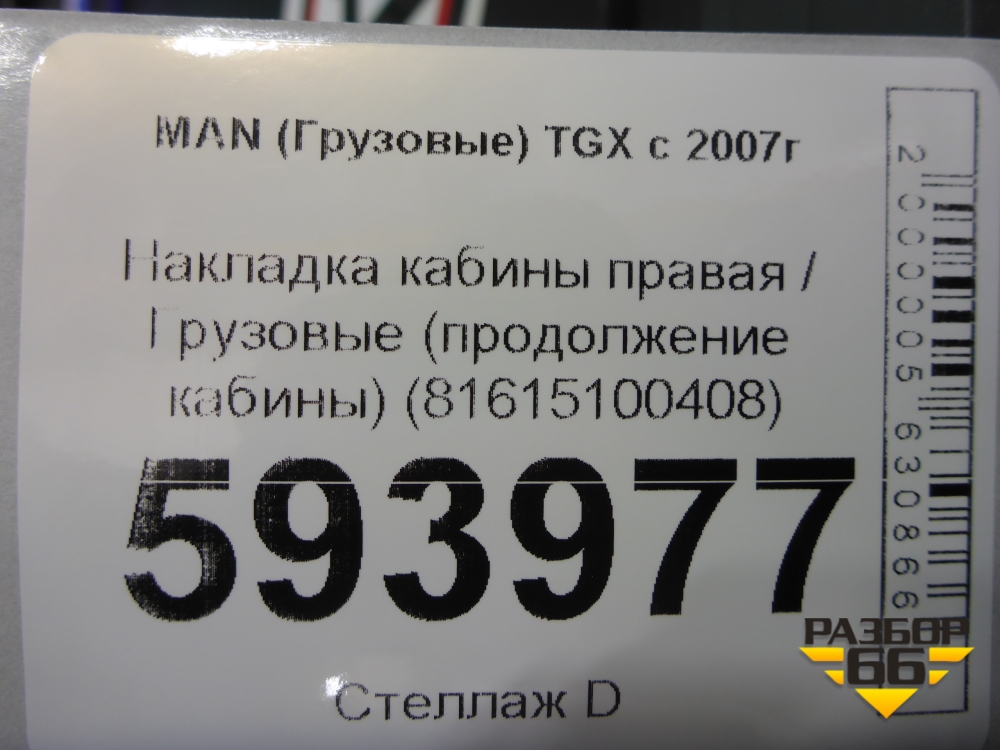 MAN (Грузовые) TGX с 2007г
Накладка кабины правая /
Грузовые (продолжение
кабины) (81615100408)
593977
Стеллаж D
2000005630866
РАЗБОР
66